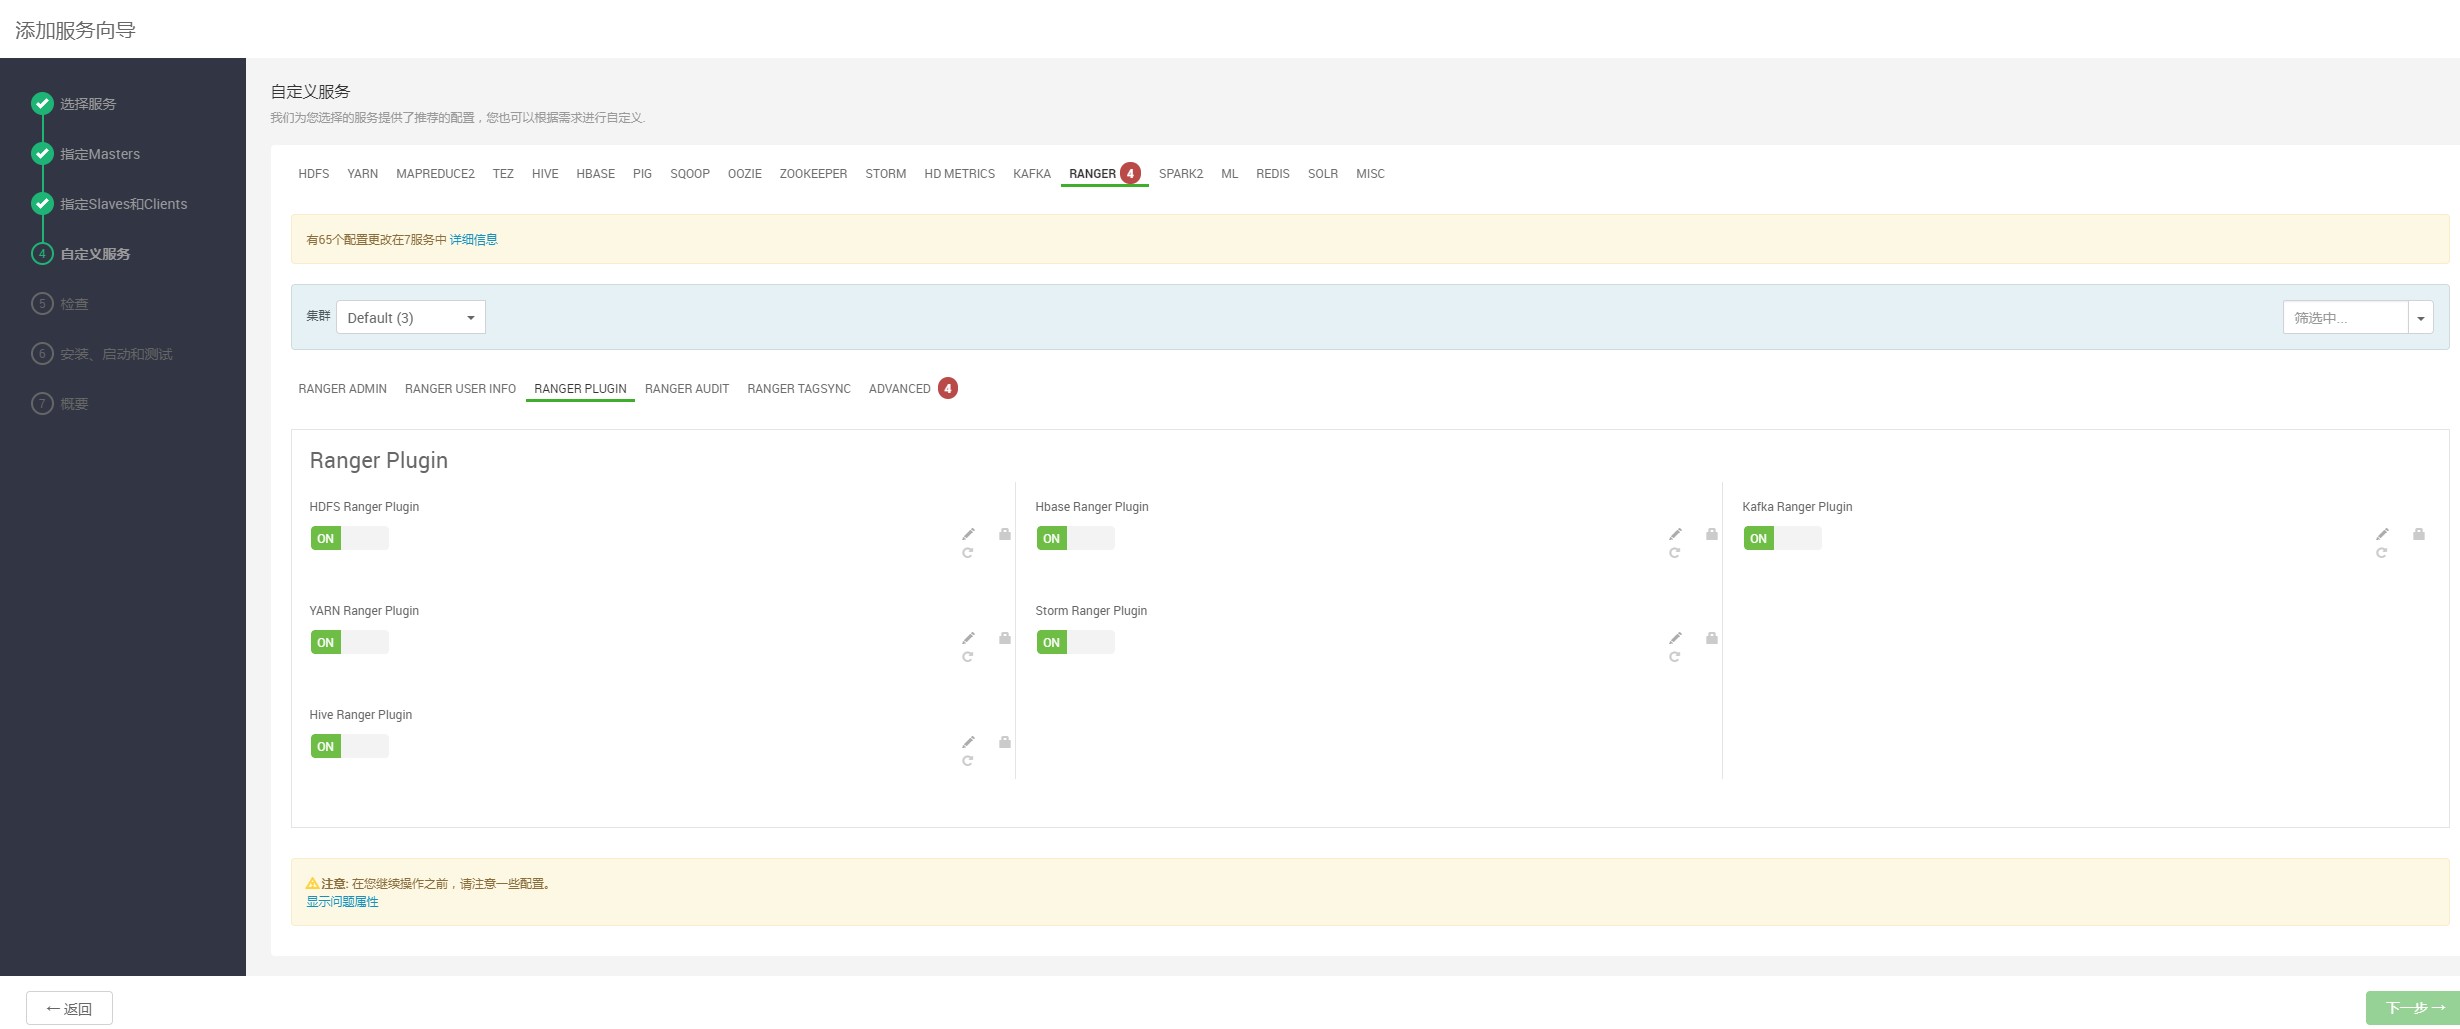 添加服务向导
选择服务
指定Masters
指定Slaves和Clients
4 自定义服务
5 检查
6 安装、启动和测试
7 概要
自定义服务
我们为您选择的服务提供了推荐的配置，您也可以根据需求进行自定义.
HDFS YARN MAPREDUCE2 TEZ HIVE HBASE PIG SQOOP OOZIE ZOOKEEPER STORM HD METRICS KAFKA RANGER 4 SPARK2 ML REDIS SOLR MISC
有65个配置更改在7服务中 详细信息
集群 Default (3) 筛选中...
RANGER ADMIN RANGER USER INFO RANGER PLUGIN RANGER AUDIT RANGER TAGSYNC ADVANCED 4
Ranger Plugin
HDFS Ranger Plugin Hbase Ranger Plugin Kafka Ranger Plugin
ON ON ON
YARN Ranger Plugin Storm Ranger Plugin
ON ON
Hive Ranger Plugin
ON
注意: 在您继续操作之前，请注意一些配置。
显示问题属性
←返回 下一步→